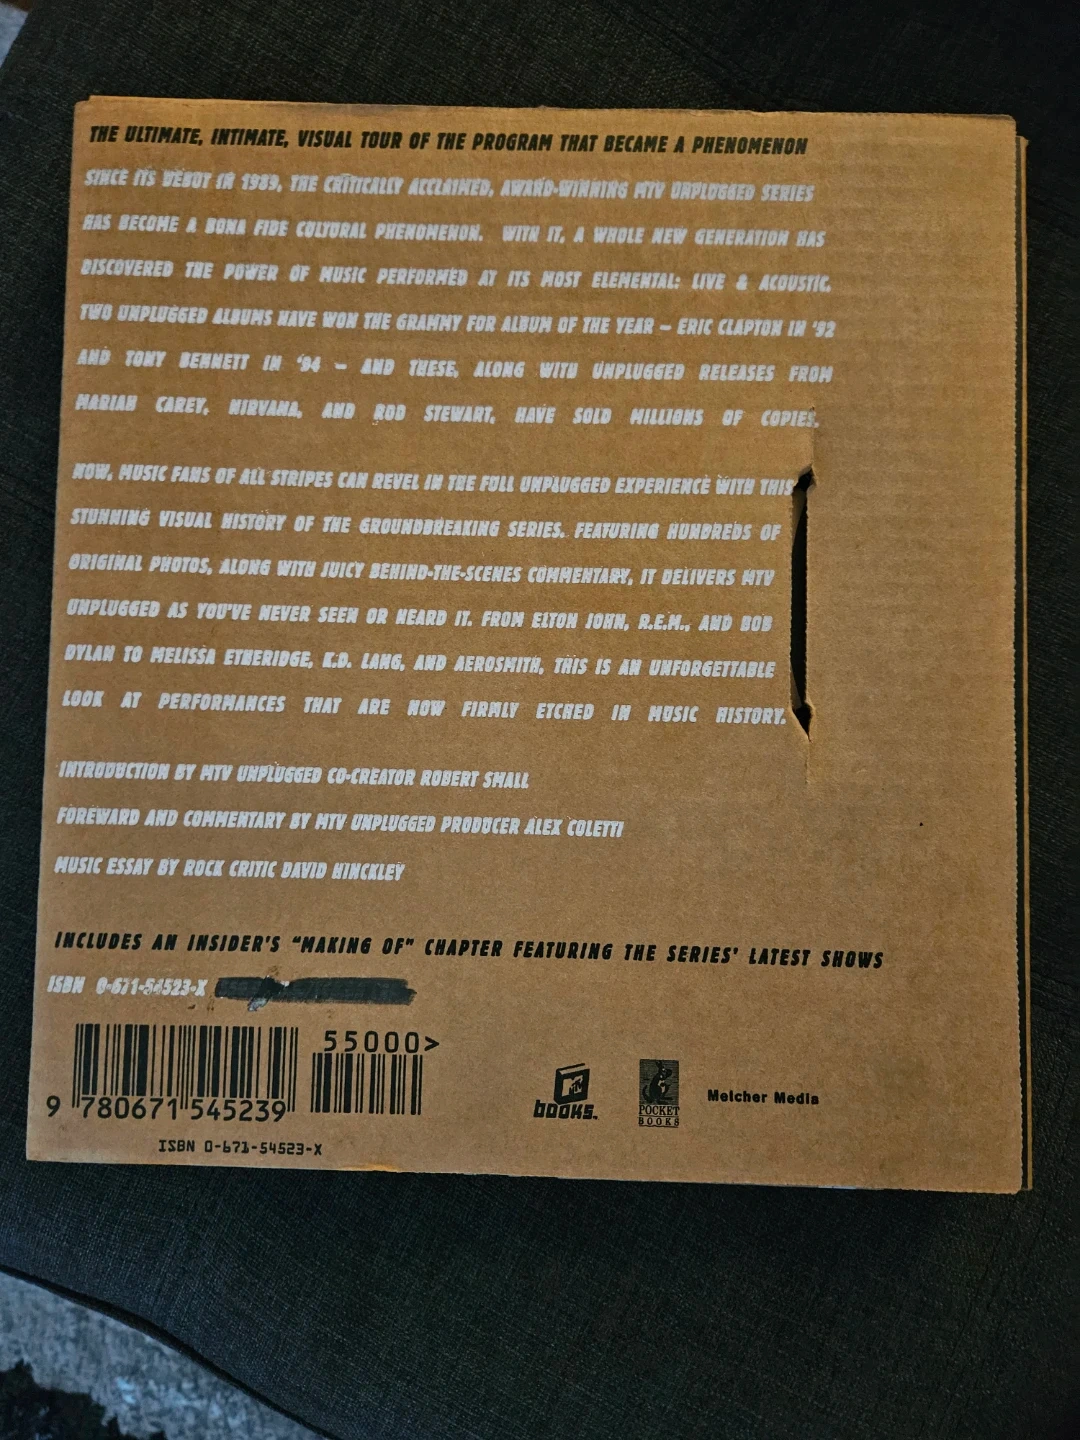 THE ULTIMATE, INTIMATE, VISUAL TOUR OF THE PROGRAM THAT BECAME A PHENOMENON
SINCE ITS DEBUT IN 1989, THE CRITICALLY ACCLAIMED, AWARD-WINNING MTV UNPLUGGED SERIES
HAS BECOME A BONA FIDE CULTURAL PHENOMENON. WITH IT, A WHOLE NEW GENERATION HAS
DISCOVERED THE POWER OF MUSIC PERFORMED AT ITS MOST ELEMENTAL: LIVE & ACOUSTIC.
TWO UNPLUGGED ALBUMS HAVE WON THE GRAMMY FOR ALBUM OF THE YEAR – ERIC CLAPTON IN '92
AND TONY BENNETT IN '94 – AND THESE, ALONG WITH UNPLUGGED RELEASES FROM
MARIAH CAREY, NIRVANA, AND ROD STEWART, HAVE SOLD MILLIONS OF COPIES.
NOW, MUSIC FANS OF ALL STRIPES CAN REVEL IN THE FULL UNPLUGGED EXPERIENCE WITH THIS
STUNNING VISUAL HISTORY OF THE GROUNDBREAKING SERIES. FEATURING HUNDREDS OF
ORIGINAL PHOTOS, ALONG WITH JUICY BEHIND-THE-SCENES COMMENTARY, IT DELIVERS MTV
UNPLUGGED AS YOU'VE NEVER SEEN OR HEARD IT. FROM ELTON JOHN, R.E.M., AND BOB
DYLAN TO MELISSA ETHERIDGE, K.D. LANG, AND AEROSMITH, THIS IS AN UNFORGETTABLE
LOOK AT PERFORMANCES THAT ARE NOW FIRMLY ETCHED IN MUSIC HISTORY.
INTRODUCTION BY MTV UNPLUGGED CO-CREATOR ROBERT SMALL
FOREWARD AND COMMENTARY BY MTV UNPLUGGED PRODUCER ALEX COLETTI
MUSIC ESSAY BY ROCK CRITIC DAVID HINCKLEY
INCLUDES AN INSIDER'S "MAKING OF" CHAPTER FEATURING THE SERIES' LATEST SHOWS
ISBN 0-671-54523-X
55000>
9 780671 545239
ISBN 0-671-54523-X
MTV
BOOKS
POCKET
BOOKS
Melcher Media